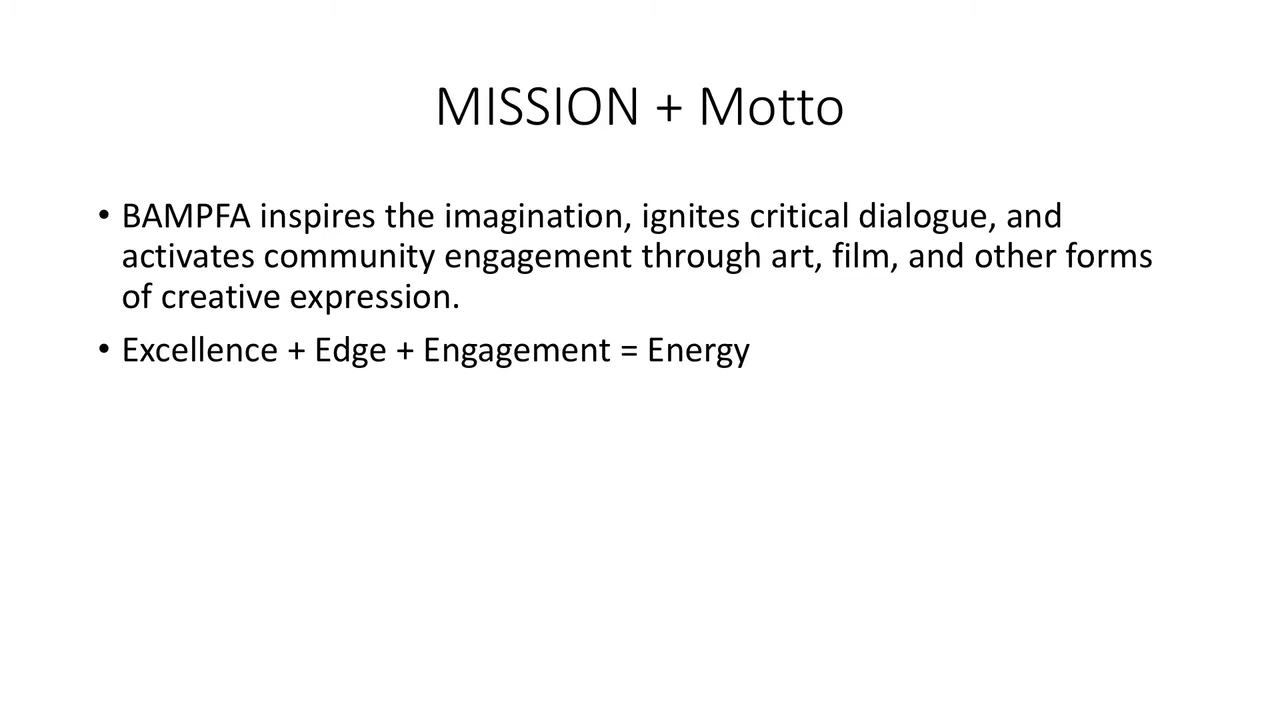 MISSION + Motto
• BAMPFA inspires the imagination, ignites critical dialogue, and
activates community engagement through art, film, and other forms
of creative expression.
• Excellence + Edge + Engagement = Energy